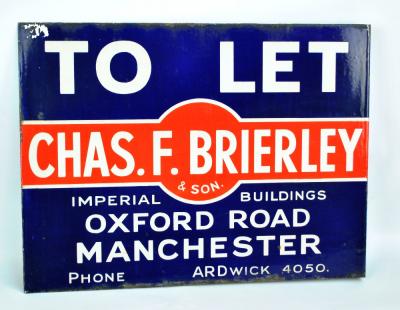 TO LET
CHAS. F. BRIERLEY
& SON.
IMPERIAL BUILDINGS
OXFORD ROAD
MANCHESTER
PHONE ARDWICK 4050.